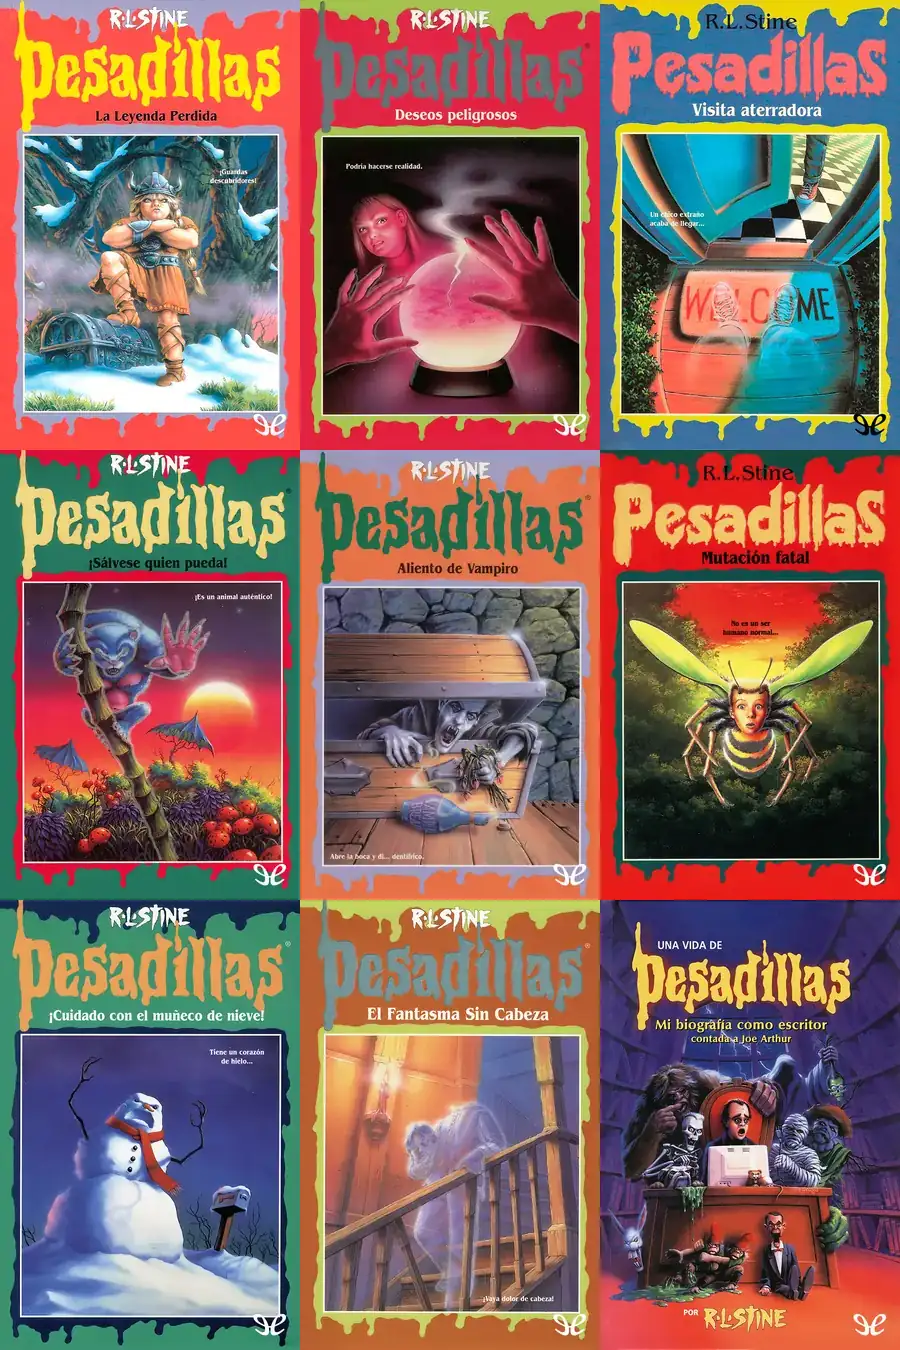 R.L.STINE
Pesadillas
La Leyenda Perdida
¡Guardas
descubridores!
R.L.STINE
Pesadillas
Deseos peligrosos
Podría hacerse realidad.
R.L.Stine
Pesadillas
Visita aterradora
Un chico extraño
acaba de llegar...
WELCOME
R.L.STINE
Pesadillas
¡Sálvese quien pueda!
¡Es un animal auténtico!
R.L.STINE
Pesadillas
Aliento de Vampiro
Abre la boca y di... dentífrico.
R.L.Stine
Pesadillas
Mutación fatal
No es un ser
humano normal...
R.L.STINE
Pesadillas
¡Cuidado con el muñeco de nieve!
Tiene un corazón
de hielo...
R.L.STINE
Pesadillas
El Fantasma Sin Cabeza
¡Vaya dolor de cabeza!
UNA VIDA DE
Pesadillas
Mi biografía como escritor
contada a Joe Arthur
POR R.L.STINE